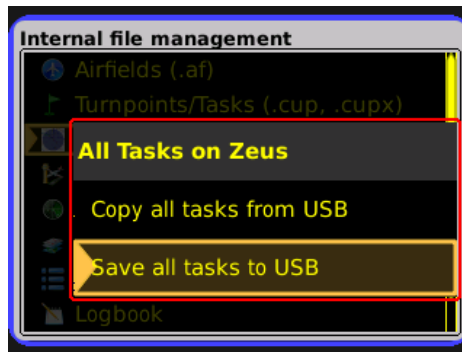 Internal file management
Airfields (.af)
Turnpoints/Tasks (.cup, .cupx)
All Tasks on Zeus
Copy all tasks from USB
Save all tasks to USB
Logbook